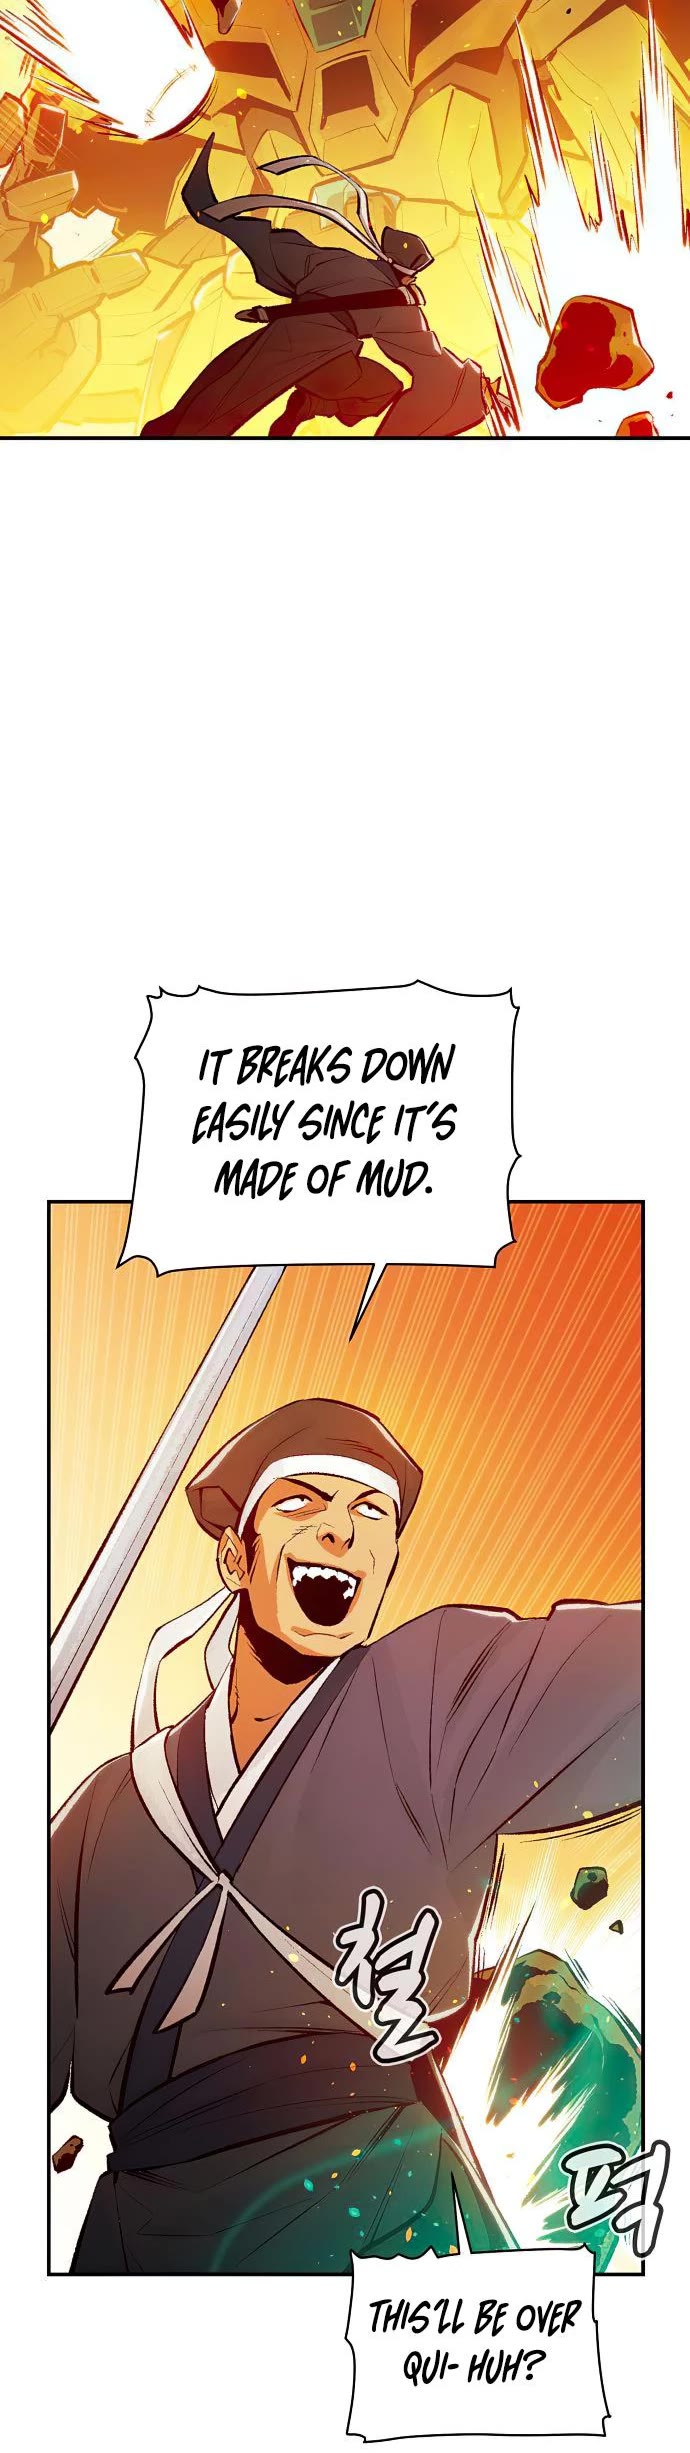 IT BREAKS DOWN
EASILY SINCE IT'S
MADE OF MUD.
철
퍽
THIS'LL BE OVER
QUI- HUH?